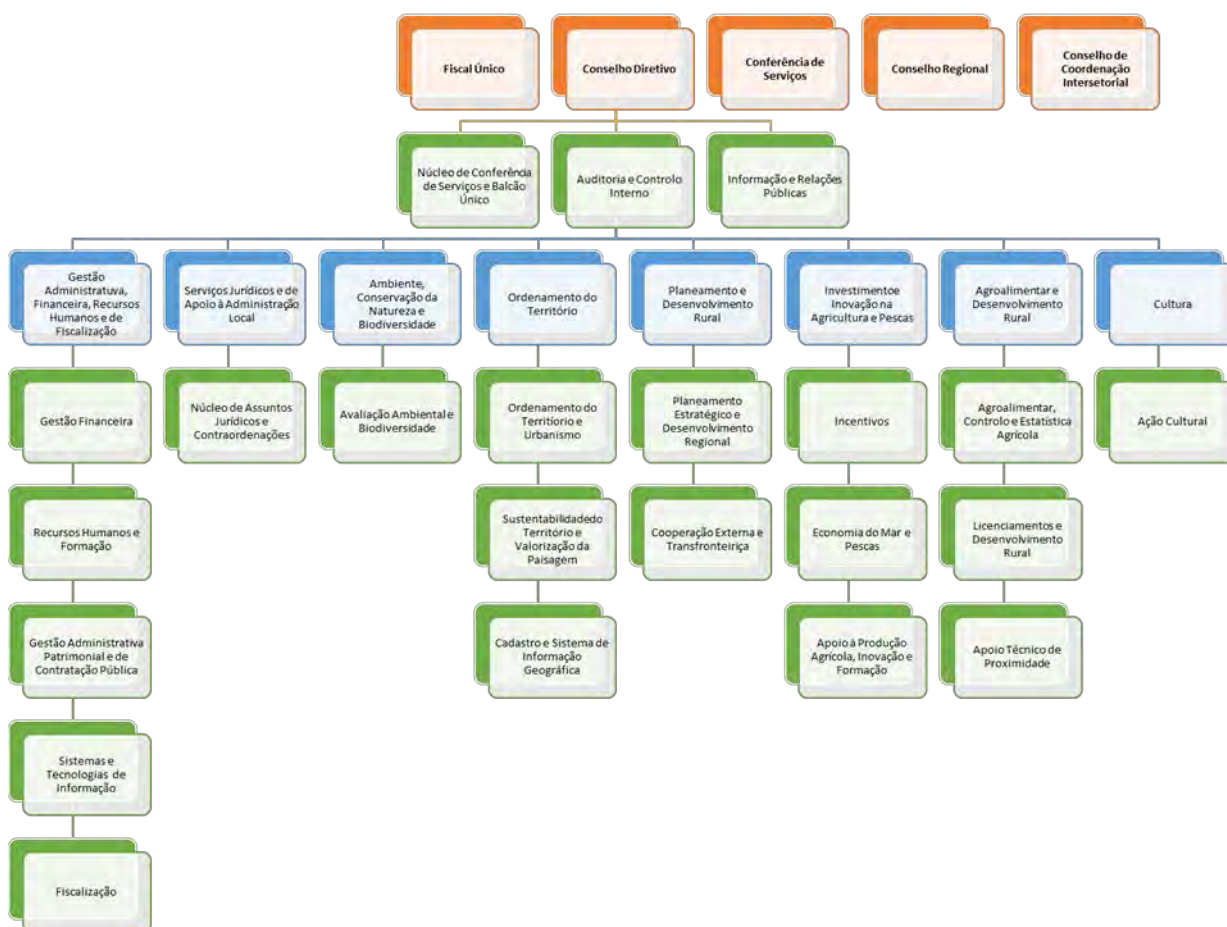 Fiscal Único
Conselho Diretivo
Conferência de
Serviços
Conselho Regional
Conselho de
Coordenação
Intersetorial
Núcleo de Conferência
de Serviços e Balcão
Único
Auditoria e Controlo
Interno
Informação e Relações
Públicas
Gestão
Administratuva,
Financeira, Recursos
Humanos e de
Fiscalização
Serviços Jurídicos e de
Apoio à Administração
Local
Ambiente,
Conservação da
Natureza e
Biodiversidade
Ordenamento do
Território
Planeamento e
Desenvolvimento
Rural
Investimentoe
Inovação na
Agricultura e Pescas
Agroalimentar e
Desenvolvimento
Rural
Cultura
Gestão Financeira
Núcleo de Assuntos
Jurídicos e
Contraordenações
Avaliação Ambiental e
Biodiversidade
Ordenamento do
Territorio e
Urbanismo
Planeamento
Estratégico e
Desenvolvimento
Regional
Incentivos
Agroalimentar,
Controlo e Estatística
Agrícola
Ação Cultural
Recursos Humanos e
Formação
Sustentabilidadedo
Território e
Valorização da
Paisagem
Cooperação Externa e
Transfronteiriça
Economia do Mar e
Pescas
Licenciamentos e
Desenvolvimento
Rural
Gestão Administrativa
Patrimonial e de
Contratação Pública
Cadastro e Sistema de
Informação
Geográfica
Apoio à Produção
Agrícola, Inovação e
Formação
Apoio Técnico de
Proximidade
Sistemas e
Tecnologias de
Informação
Fiscalização